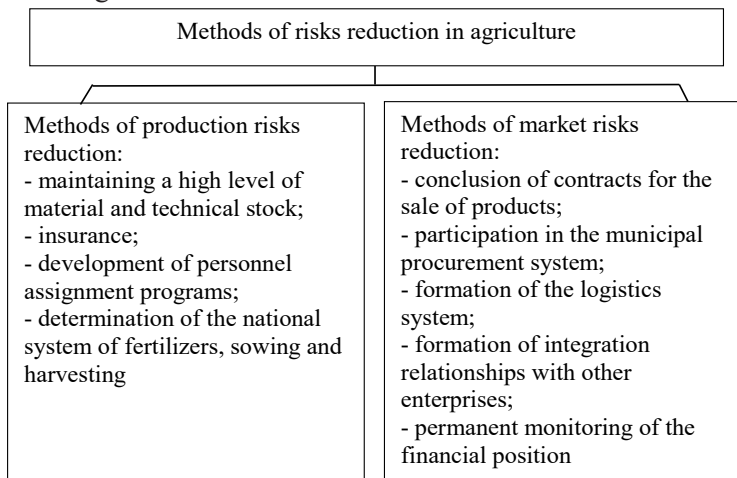 Methods of risks reduction in agriculture
Methods of production risks
reduction:
- maintaining a high level of
material and technical stock;
- insurance;
- development of personnel
assignment programs;
- determination of the national
system of fertilizers, sowing and
harvesting
Methods of market risks
reduction:
- conclusion of contracts for the
sale of products;
- participation in the municipal
procurement system;
- formation of the logistics
system;
- formation of integration
relationships with other
enterprises;
- permanent monitoring of the
financial position